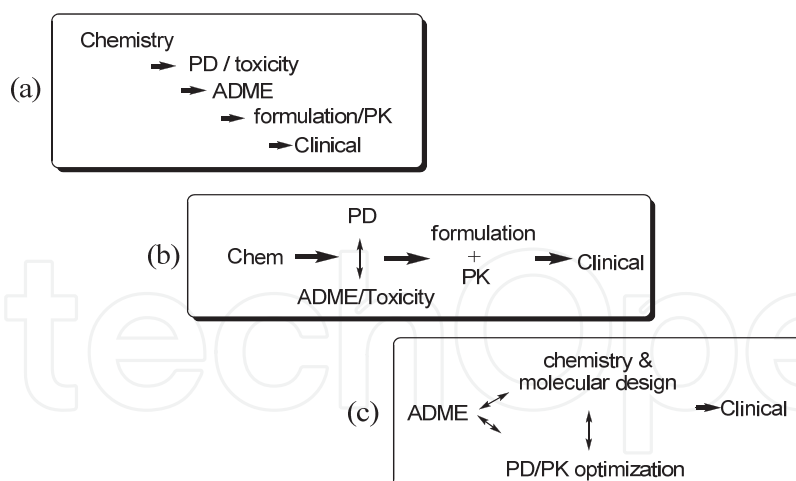 Chemistry
PD / toxicity
(a)
ADME
formulation/PK
Clinical
PD
(b)
Chem
formulation
+
PK
Clinical
ADME/Toxicity
chemistry &
molecular design
(c)
ADME
Clinical
PD/PK optimization
techOpe